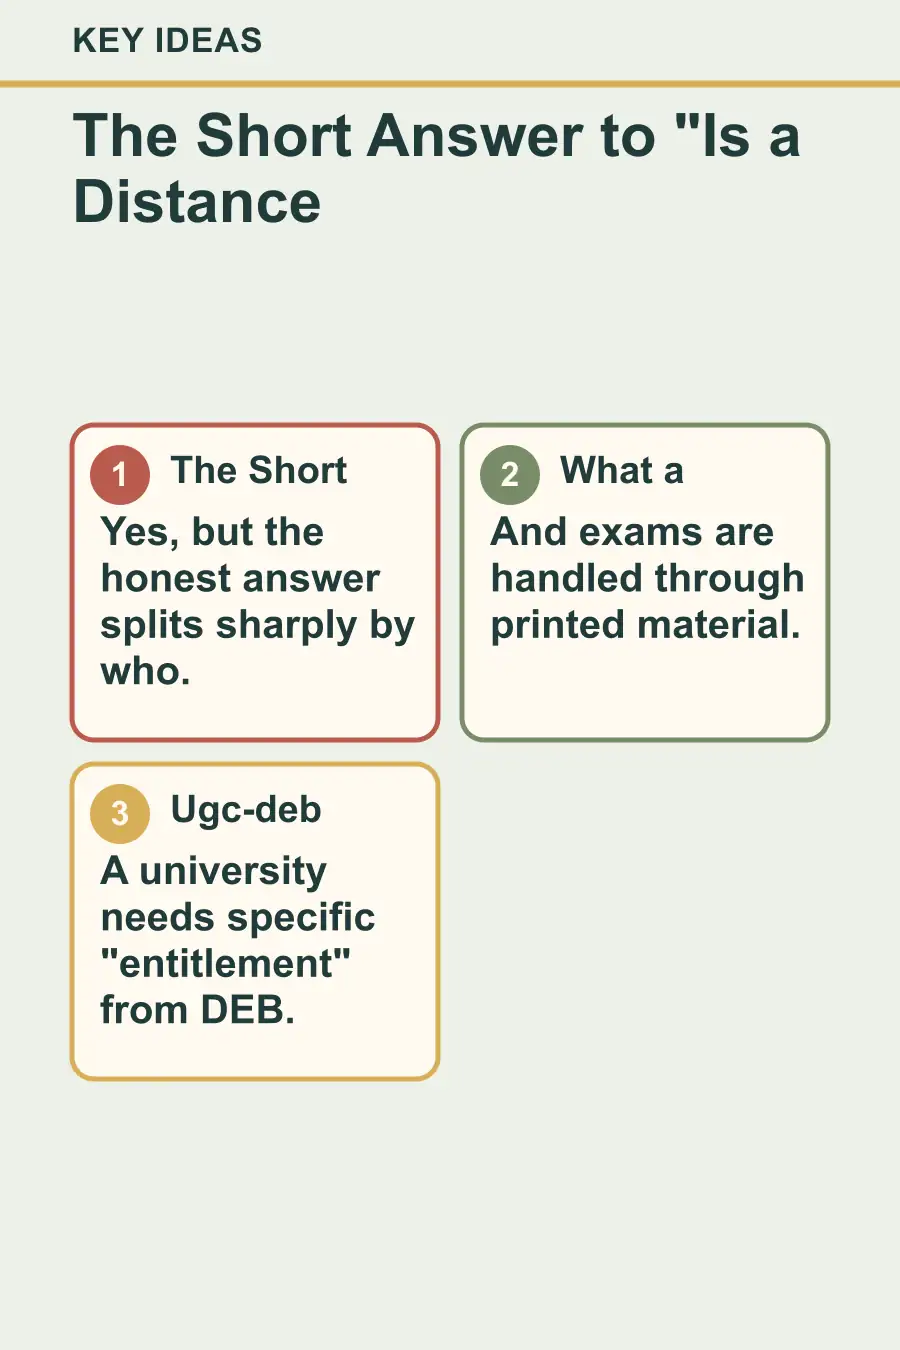 KEY IDEAS
The Short Answer to "Is a
Distance
1 The Short
Yes, but the
honest answer
splits sharply by
who.
2 What a
And exams are
handled through
printed material.
3 Ugc-deb
A university
needs specific
"entitlement"
from DEB.